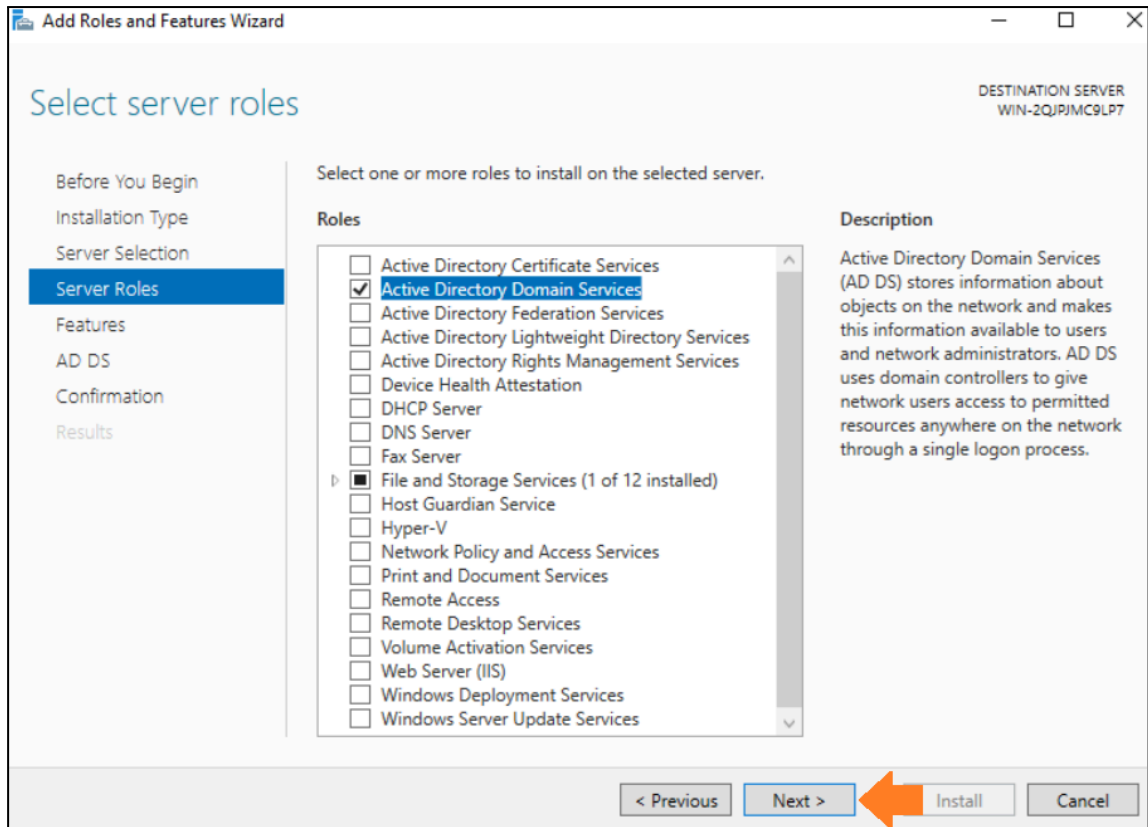 Add Roles and Features Wizard
Select server roles
DESTINATION SERVER
WIN-2QJPJMC9LP7
Before You Begin
Installation Type
Server Selection
Server Roles
Features
AD DS
Confirmation
Results
Select one or more roles to install on the selected server.
Roles
Active Directory Certificate Services
Active Directory Domain Services
Active Directory Federation Services
Active Directory Lightweight Directory Services
Active Directory Rights Management Services
Device Health Attestation
DHCP Server
DNS Server
Fax Server
File and Storage Services (1 of 12 installed)
Host Guardian Service
Hyper-V
Network Policy and Access Services
Print and Document Services
Remote Access
Remote Desktop Services
Volume Activation Services
Web Server (IIS)
Windows Deployment Services
Windows Server Update Services
Description
Active Directory Domain Services
(AD DS) stores information about
objects on the network and makes
this information available to users
and network administrators. AD DS
uses domain controllers to give
network users access to permitted
resources anywhere on the network
through a single logon process.
< Previous
Next >
Install
Cancel